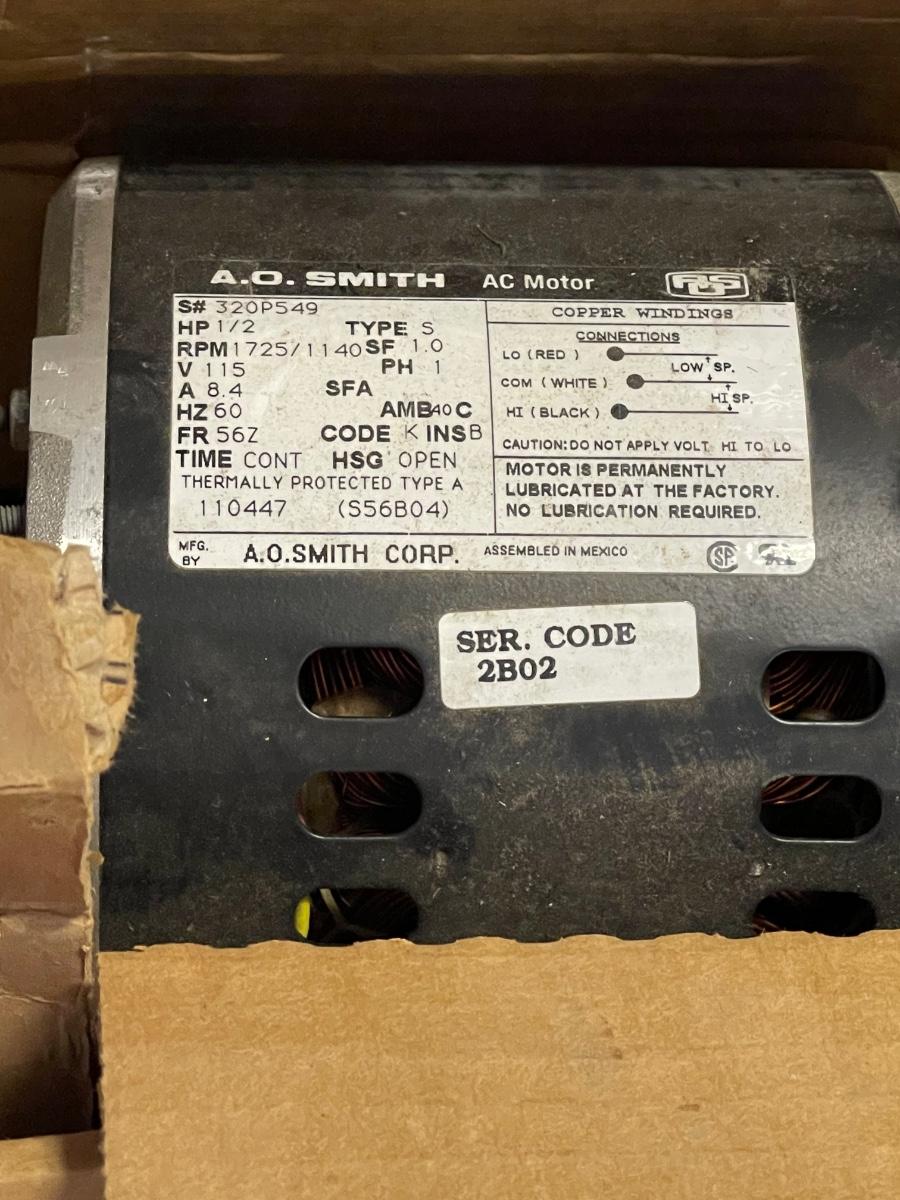 A.O. SMITH AC Motor AOS
S# 320P549
HP 1/2 TYPE S
RPM 1725/1140 SF 1.0
V 115 PH 1
A 8.4 SFA
HZ 60 AMB 40 C
FR 56Z CODE K INS B
TIME CONT HSG OPEN
THERMALLY PROTECTED TYPE A
110447 (S56B04)
COPPER WINDINGS
CONNECTIONS
LO (RED )
LOW SP.
COM ( WHITE )
HI SP.
HI ( BLACK )
CAUTION: DO NOT APPLY VOLT HI TO LO
MOTOR IS PERMANENTLY
LUBRICATED AT THE FACTORY.
NO LUBRICATION REQUIRED.
MFG. BY A.O.SMITH CORP. ASSEMBLED IN MEXICO
SER. CODE
2B02